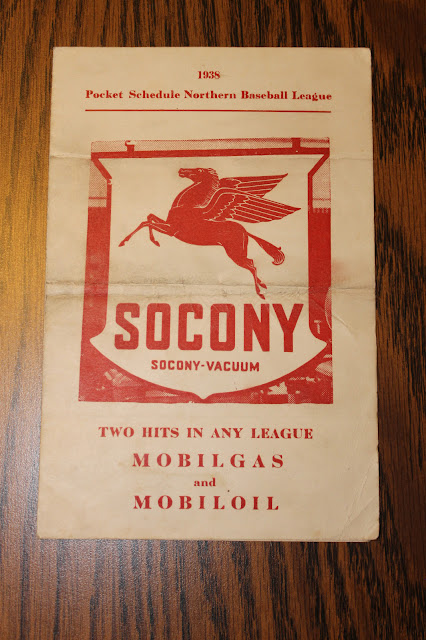 1938
Pocket Schedule Northern Baseball League
SOCONY
SOCONY-VACUUM
TWO HITS IN ANY LEAGUE
MOBILGAS
and
MOBILOIL